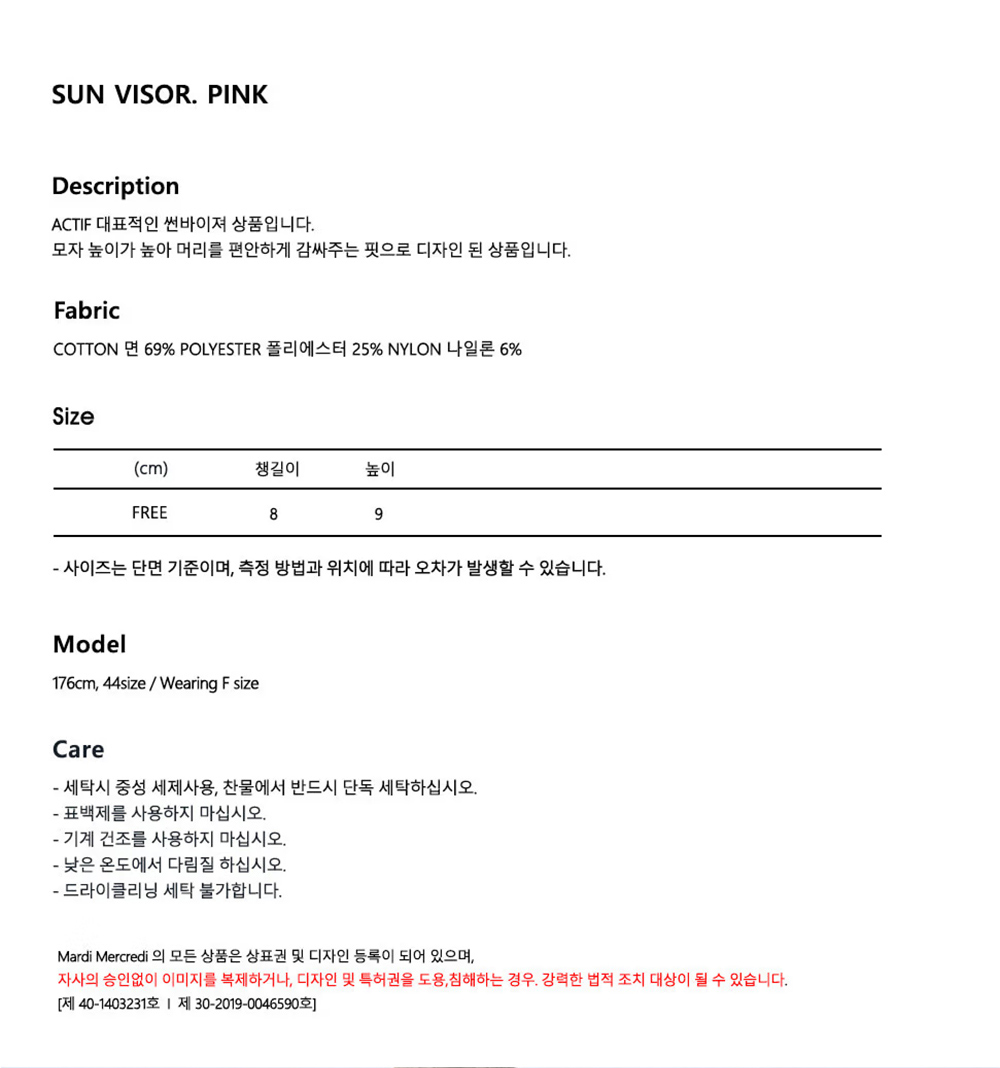 SUN VISOR. PINK
Description
ACTIF 대표적인 썬바이져 상품입니다.
모자 높이가 높아 머리를 편안하게 감싸주는 핏으로 디자인 된 상품입니다.
Fabric
COTTON 면 69% POLYESTER 폴리에스터 25% NYLON 나일론 6%
Size
(cm) 챙길이 높이
FREE 8 9
- 사이즈는 단면 기준이며, 측정 방법과 위치에 따라 오차가 발생할 수 있습니다.
Model
176cm, 44size / Wearing F size
Care
- 세탁시 중성 세제사용, 찬물에서 반드시 단독 세탁하십시오.
- 표백제를 사용하지 마십시오.
- 기계 건조를 사용하지 마십시오.
- 낮은 온도에서 다림질 하십시오.
- 드라이클리닝 세탁 불가합니다.
Mardi Mercredi 의 모든 상품은 상표권 및 디자인 등록이 되어 있으며,
자사의 승인없이 이미지를 복제하거나, 디자인 및 특허권을 도용,침해하는 경우. 강력한 법적 조치 대상이 될 수 있습니다.
[제 40-1403231호 ㅣ 제 30-2019-0046590호]